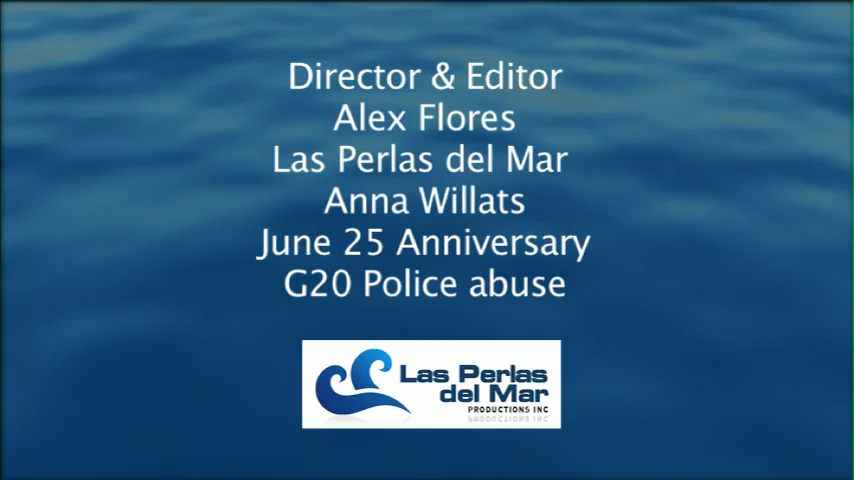 Director & Editor
Alex Flores
Las Perlas del Mar
Anna Willats
June 25 Anniversary
G20 Police abuse
Las Perlas
del Mar
PRODUCTIONS INC